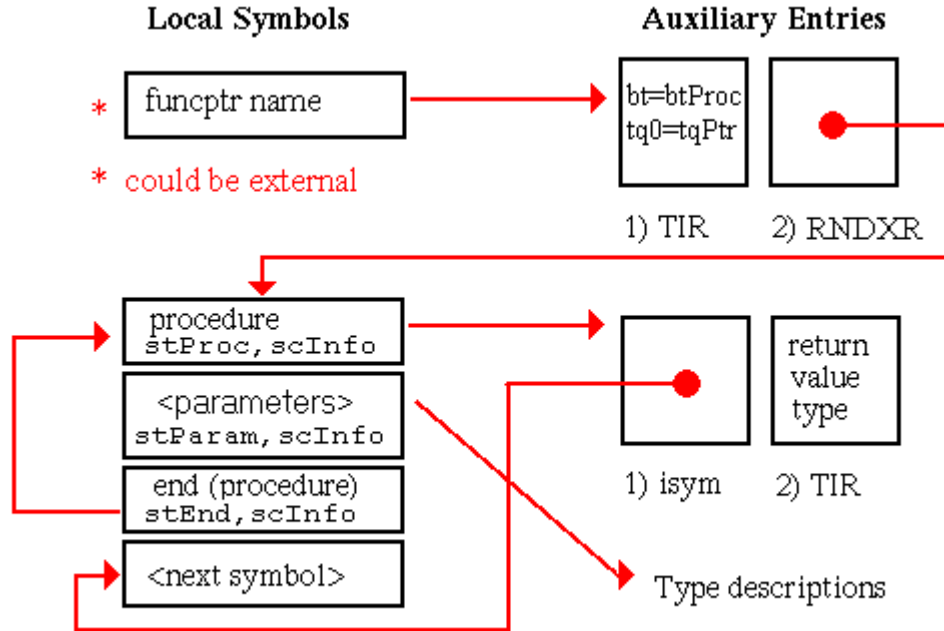 Local Symbols
Auxiliary Entries
* funcptr name
bt=btProc
tq0=tqPtr
* could be external
1) TIR
2) RNDXR
procedure
stProc, scInfo
<parameters>
stParam, scInfo
end (procedure)
stEnd, scInfo
<next symbol>
return
value
type
1) isym
2) TIR
Type descriptions